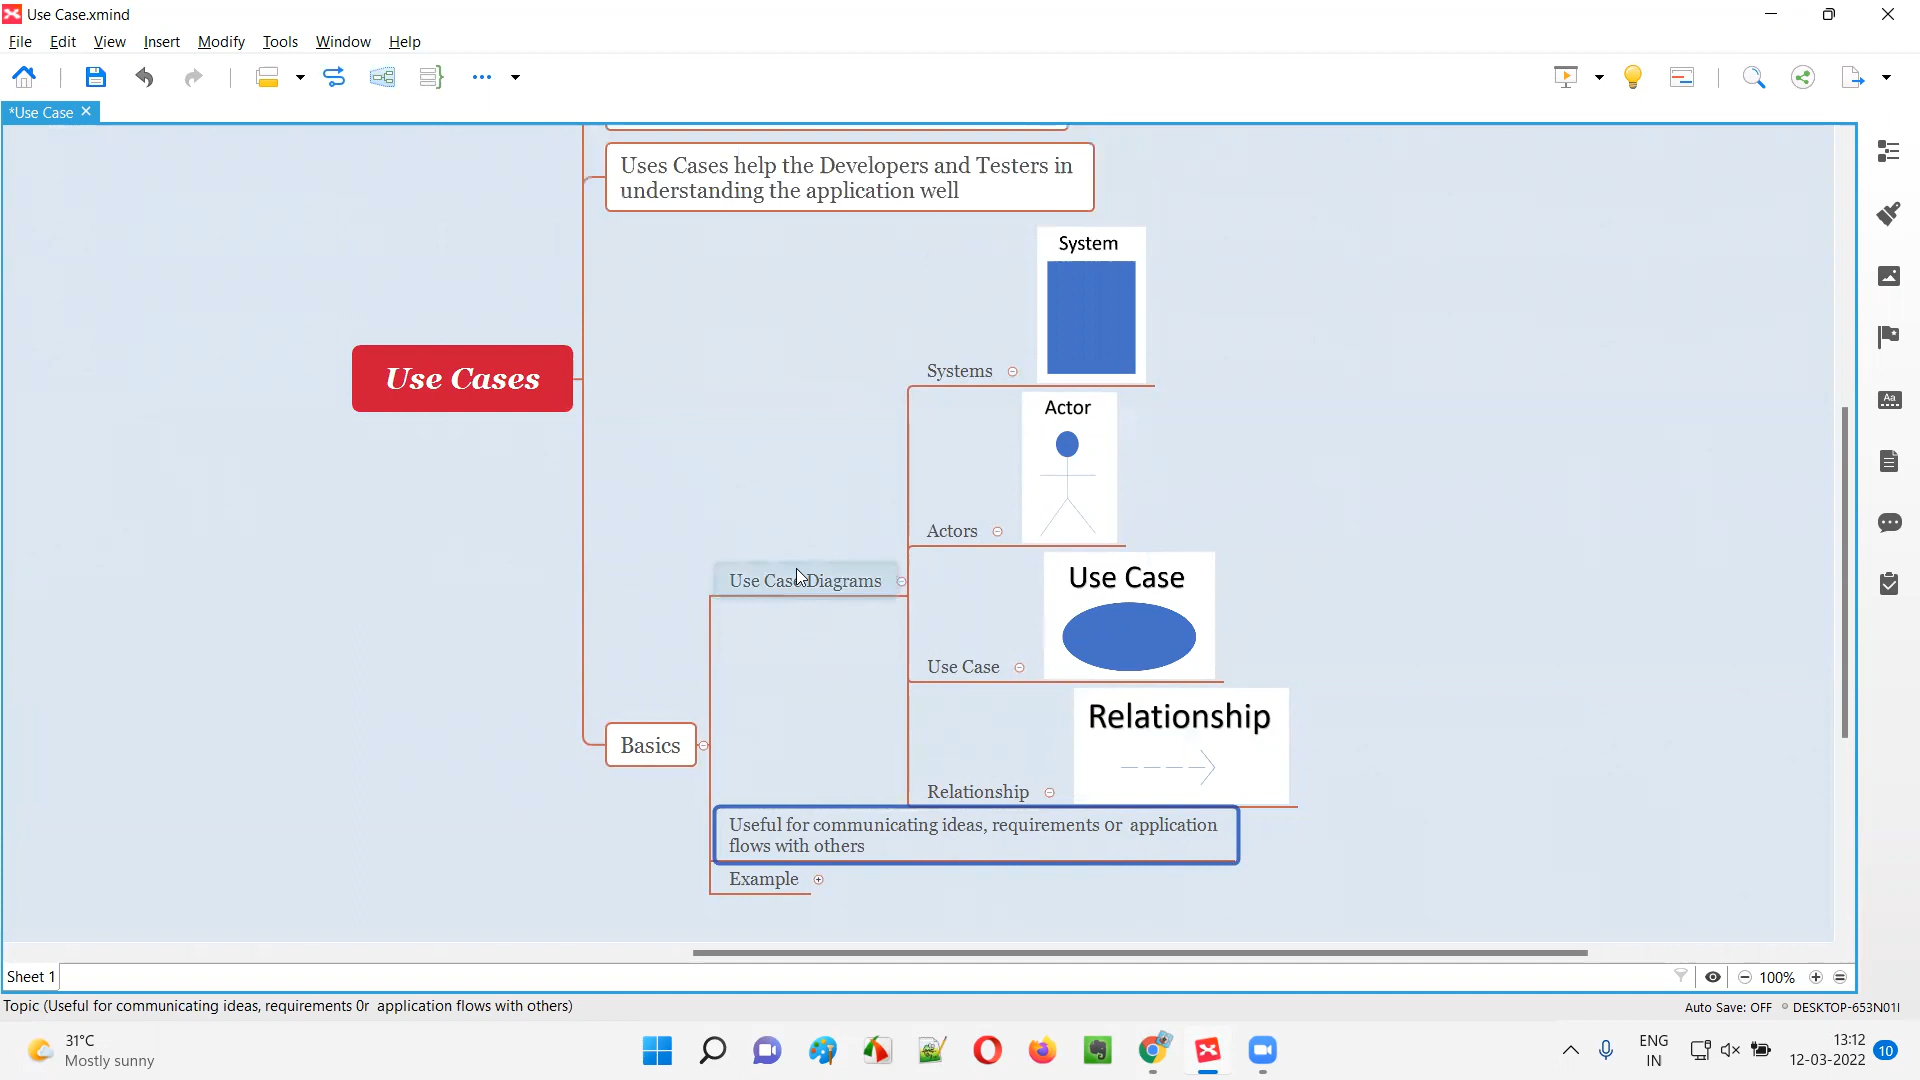 Use Case.xmind
File Edit View Insert Modify Tools Window Help
*Use Case
Uses Cases help the Developers and Testers in
understanding the application well
System
Use Cases
Systems
Actor
Actors
Use Case Diagrams
Use Case
Use Case
Relationship
Basics
Relationship
Useful for communicating ideas, requirements 0r application
flows with others
Example
Sheet 1
100%
Topic (Useful for communicating ideas, requirements 0r application flows with others)
Auto Save: OFF
DESKTOP-653N01I
31°C
Mostly sunny
ENG
IN
13:12
12-03-2022
10
Aa